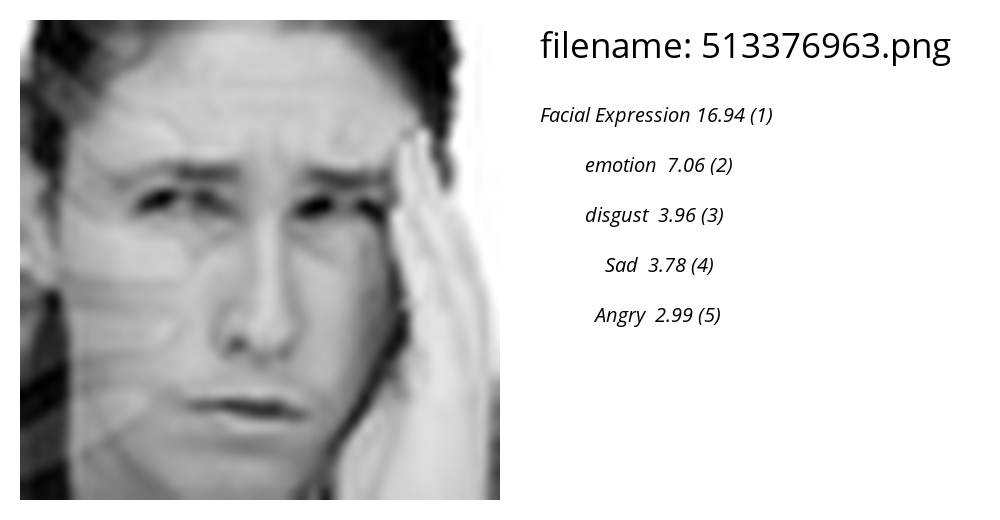 filename: 513376963.png
Facial Expression 16.94 (1)
emotion 7.06 (2)
disgust 3.96 (3)
Sad 3.78 (4)
Angry 2.99 (5)